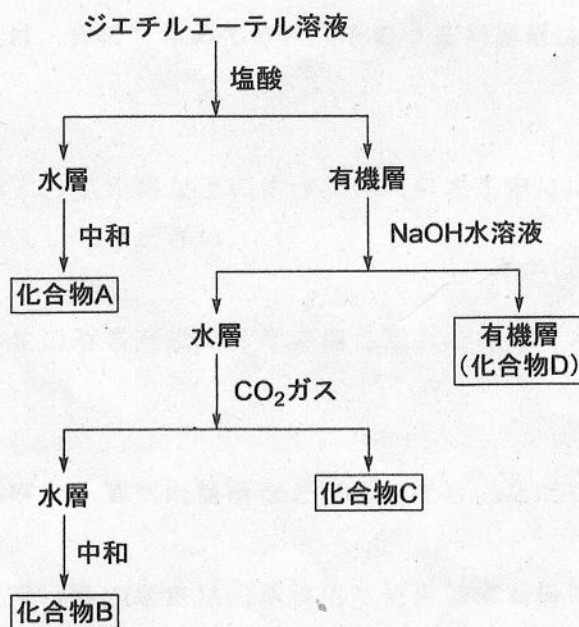 ジエチルエーテル溶液
塩酸
水層
有機層
中和
NaOH水溶液
化合物A
水層
有機層
(化合物D)
CO₂ガス
水層
化合物C
中和
化合物B